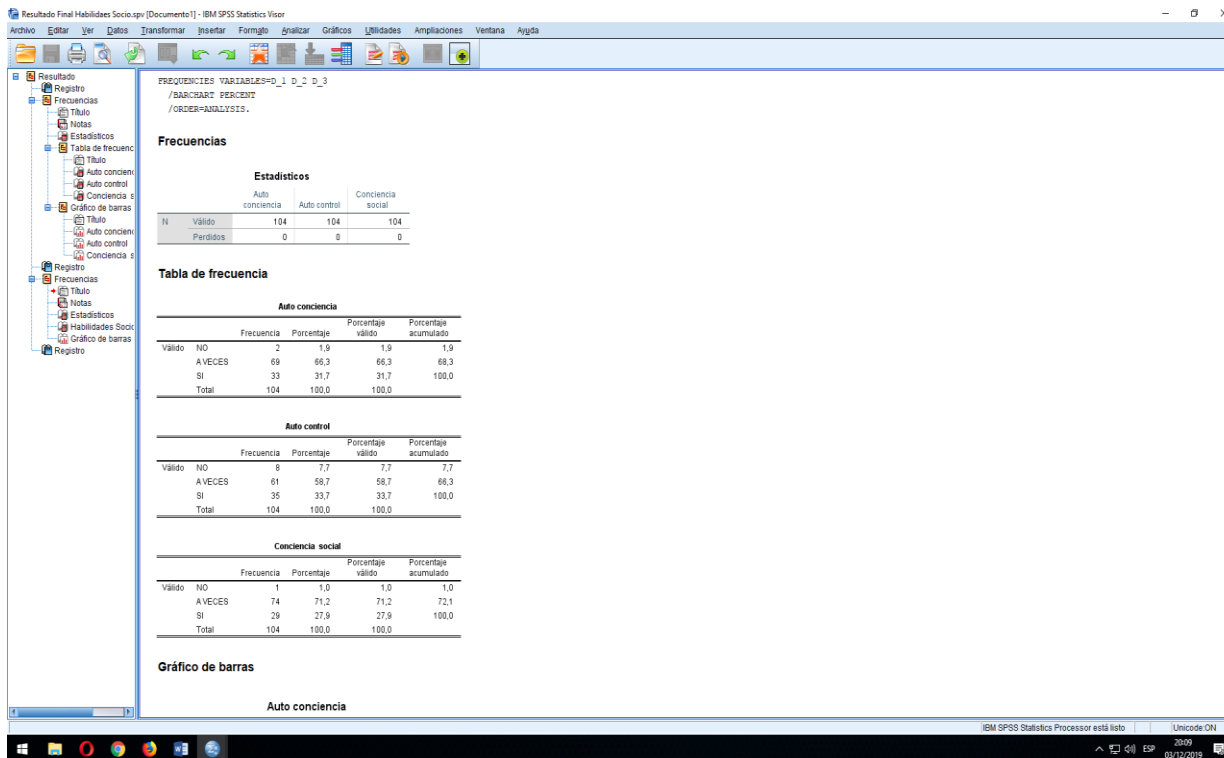 Resultado Final Habilidaes Socio.spv [Documento1] - IBM SPSS Statistics Visor
Archivo Editar Ver Datos Transformar Insertar Formato Analizar Gráficos Utilidades Ampliaciones Ventana Ayuda
Resultado
Registro
Frecuencias
Título
Notas
Estadísticos
Tabla de frecuenc
Título
Auto concienc
Auto control
Conciencia s
Gráfico de barras
Título
Auto concienc
Auto control
Conciencia s
Registro
Frecuencias
Título
Notas
Estadísticos
Habilidades Socio
Gráfico de barras
Registro
FREQUENCIES VARIABLES=D_1 D_2 D_3
/BARCHART PERCENT
/ORDER=ANALYSIS.
Frecuencias
Estadísticos
Auto conciencia Auto control Conciencia social
N Válido 104 104 104
Perdidos 0 0 0
Tabla de frecuencia
Auto conciencia
Frecuencia Porcentaje Porcentaje válido Porcentaje acumulado
Válido NO 2 1,9 1,9 1,9
A VECES 69 66,3 66,3 68,3
SI 33 31,7 31,7 100,0
Total 104 100,0 100,0
Auto control
Frecuencia Porcentaje Porcentaje válido Porcentaje acumulado
Válido NO 8 7,7 7,7 7,7
A VECES 61 58,7 58,7 66,3
SI 35 33,7 33,7 100,0
Total 104 100,0 100,0
Conciencia social
Frecuencia Porcentaje Porcentaje válido Porcentaje acumulado
Válido NO 1 1,0 1,0 1,0
A VECES 74 71,2 71,2 72,1
SI 29 27,9 27,9 100,0
Total 104 100,0 100,0
Gráfico de barras
Auto conciencia
IBM SPSS Statistics Processor está listo Unicode:ON
ESP 20:09
03/12/2019